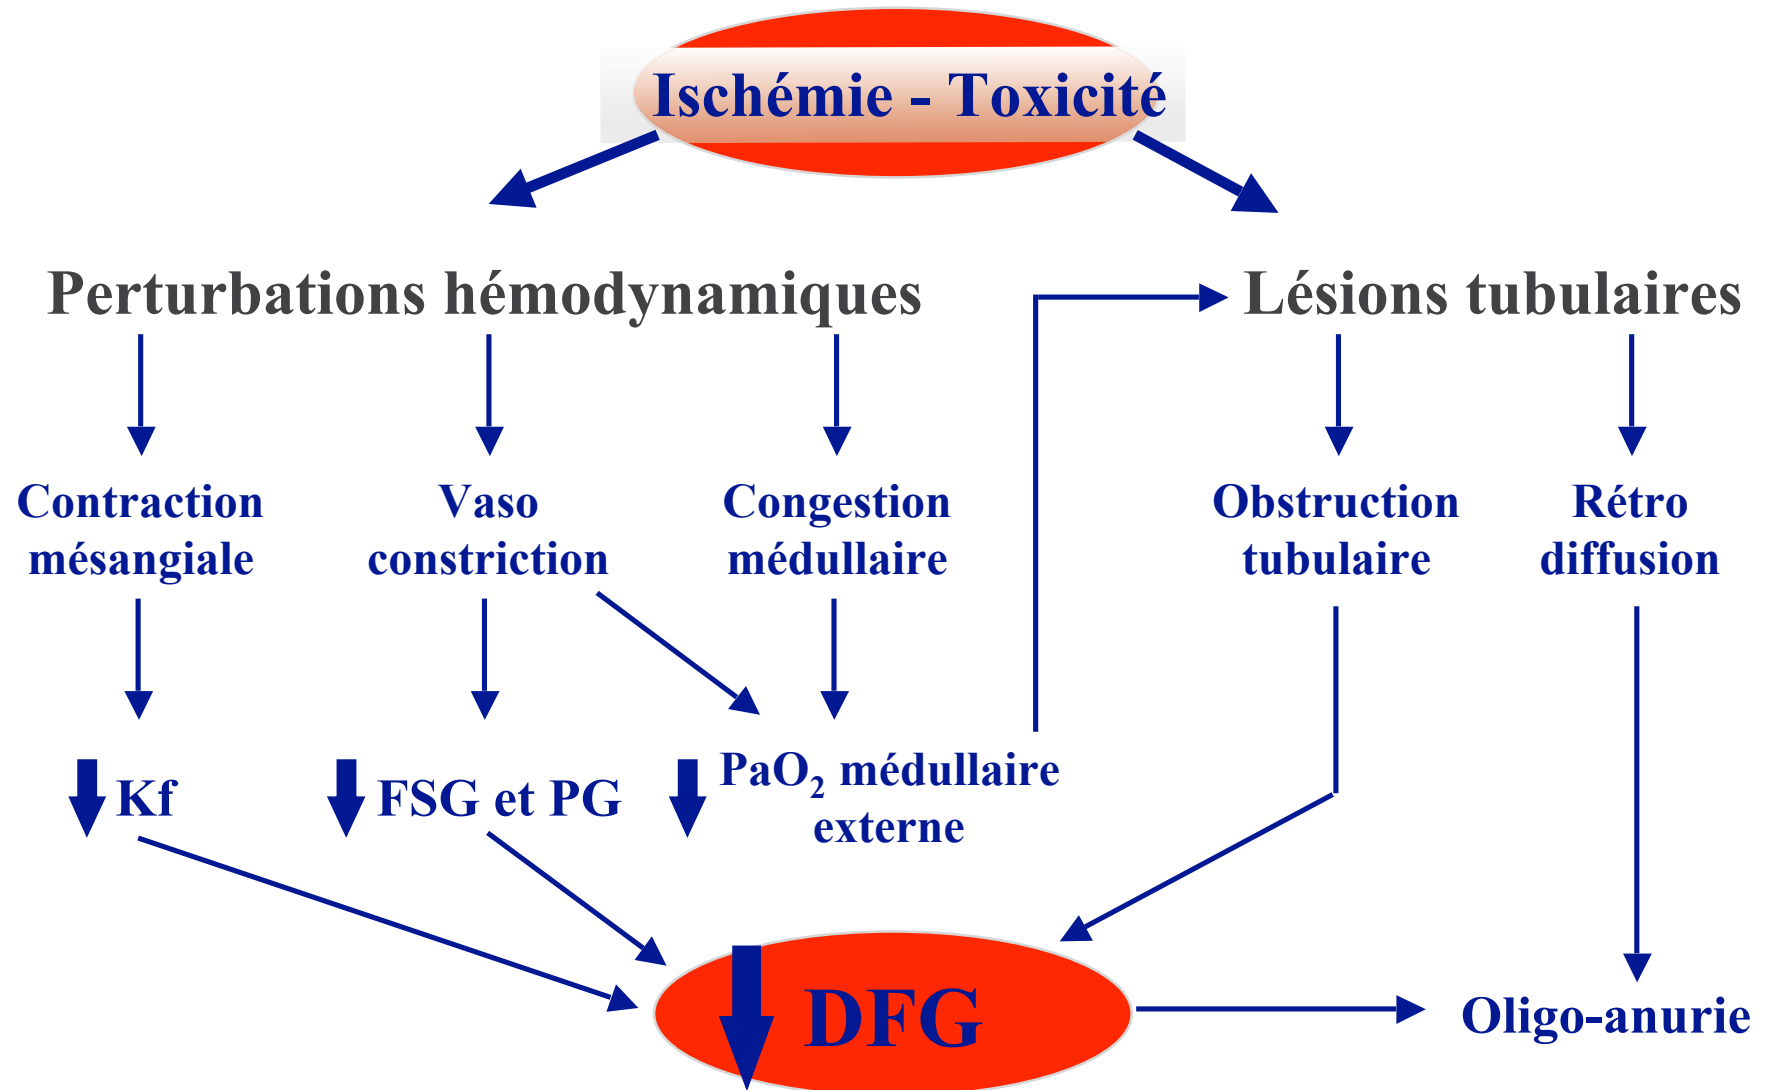 Ischémie - Toxicité
Perturbations hémodynamiques
Lésions tubulaires
Contraction
mésangiale
Vaso
constriction
Congestion
médullaire
Obstruction
tubulaire
Rétro
diffusion
Kf
FSG et PG
PaO₂ médullaire
externe
DFG
Oligo-anurie